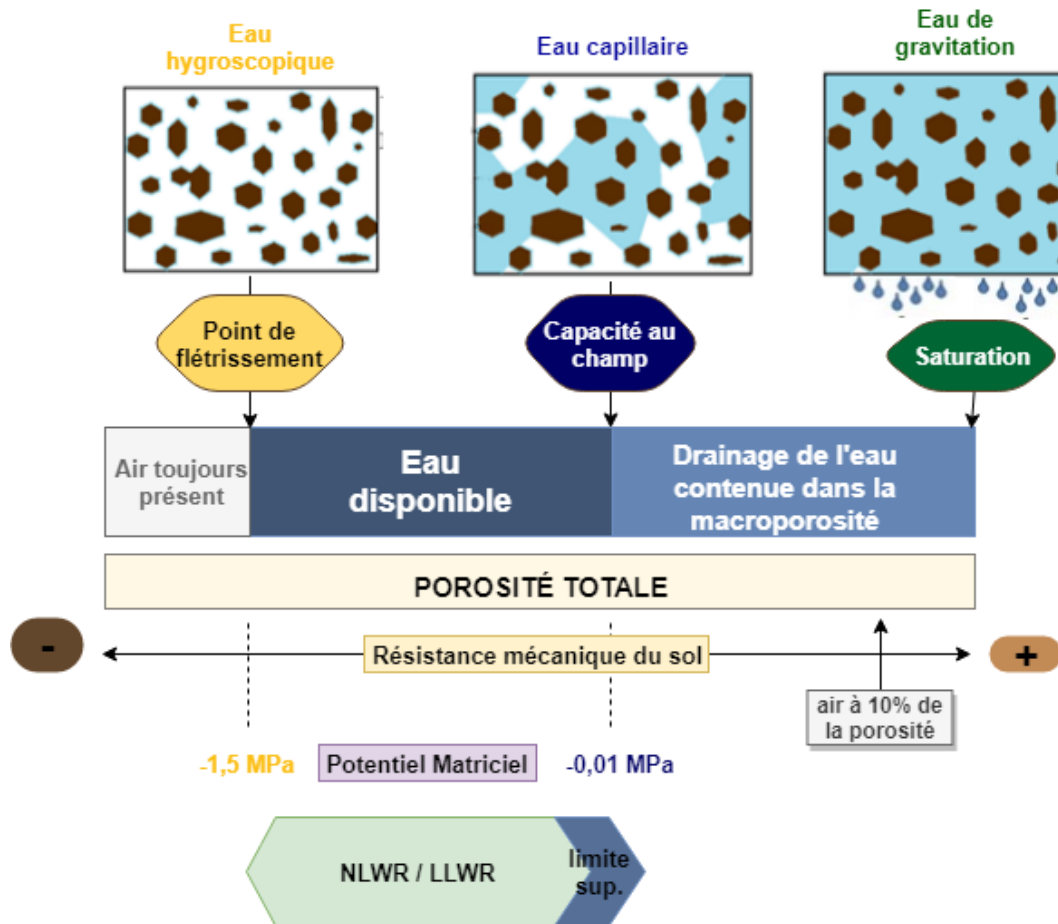 Eau
hygroscopique
Eau capillaire
Eau de
gravitation
Point de
flétrissement
Capacité au
champ
Saturation
Air toujours
présent
Eau
disponible
Drainage de l'eau
contenue dans la
macroporosité
POROSITÉ TOTALE
-
Résistance mécanique du sol
+
air à 10% de
la porosité
-1,5 MPa
Potentiel Matriciel
-0,01 MPa
NLWR / LLWR
limite
sup.